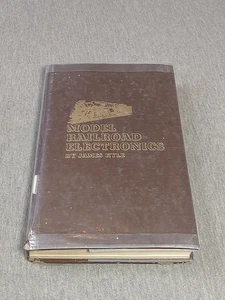 MODEL
RAILROAD
ELECTRONICS
BY JAMES KYLE